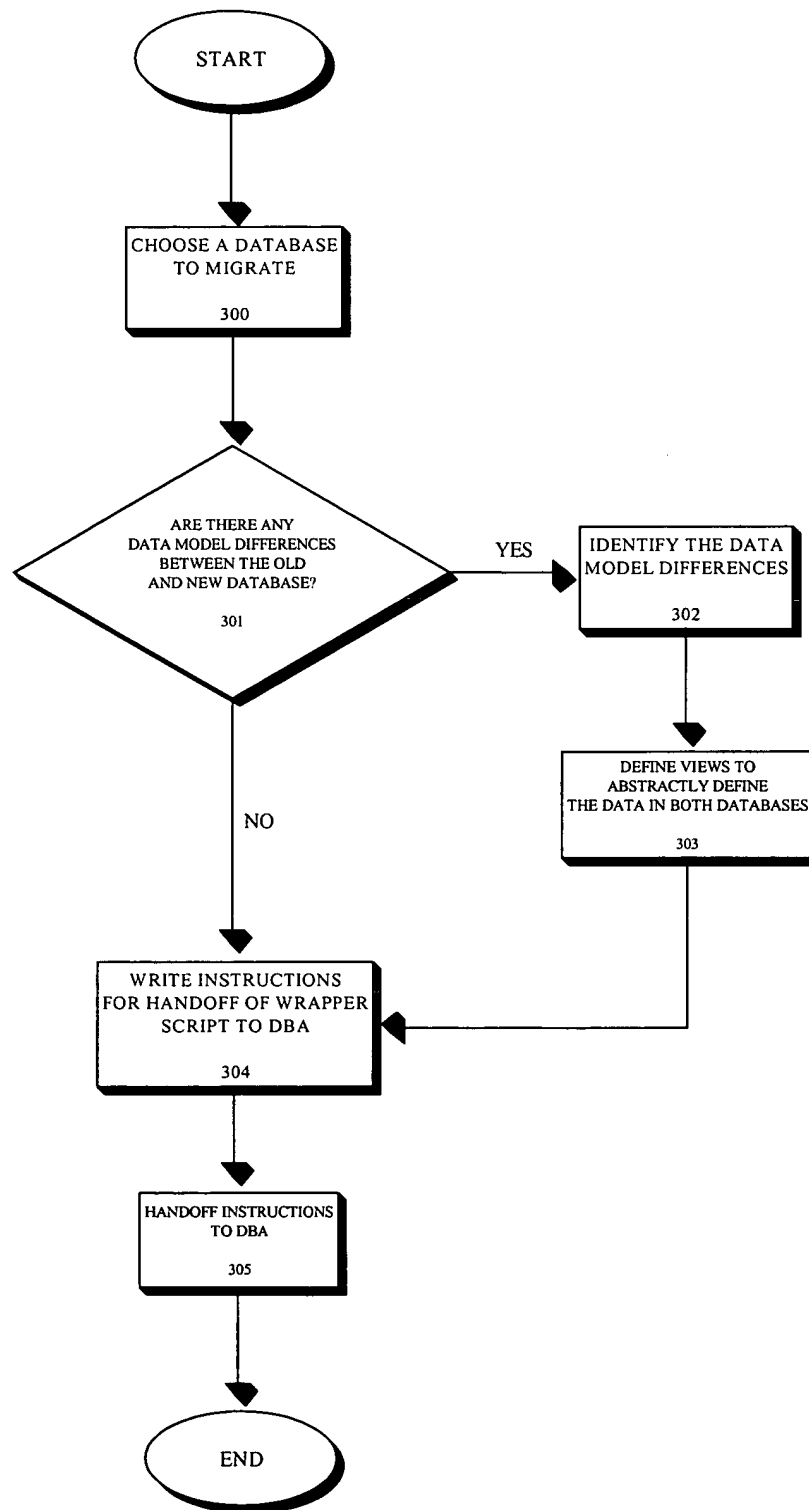 START
CHOOSE A DATABASE
TO MIGRATE
300
ARE THERE ANY
DATA MODEL DIFFERENCES
BETWEEN THE OLD
AND NEW DATABASE?
301
YES
IDENTIFY THE DATA
MODEL DIFFERENCES
302
DEFINE VIEWS TO
ABSTRACTLY DEFINE
THE DATA IN BOTH DATABASES
303
NO
WRITE INSTRUCTIONS
FOR HANDOFF OF WRAPPER
SCRIPT TO DBA
304
HANDOFF INSTRUCTIONS
TO DBA
305
END